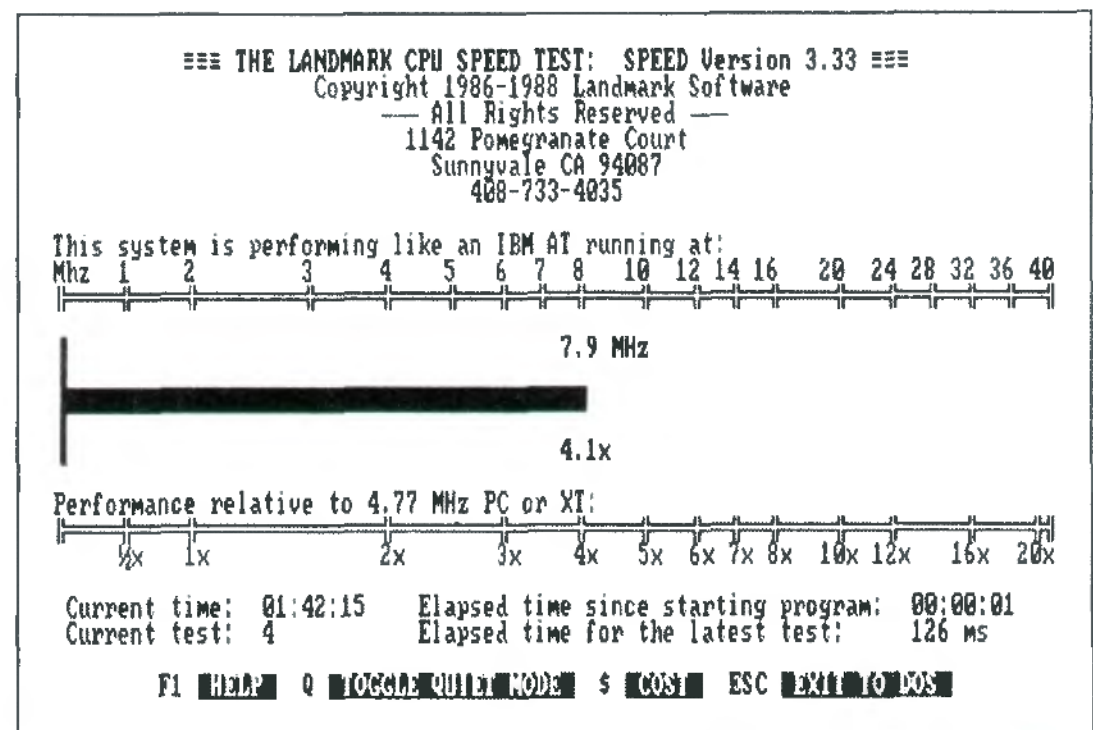 ≡≡≡ THE LANDMARK CPU SPEED TEST:  SPEED Version 3.33 ≡≡≡
Copyright 1986-1988 Landmark Software
── All Rights Reserved ──
1142 Pomegranate Court
Sunnyvale CA 94087
408-733-4035
This system is performing like an IBM AT running at:
Mhz 1 2 3 4 5 6 7 8 10 12 14 16 20 24 28 32 36 40
7.9 MHz
4.1x
Performance relative to 4.77 MHz PC or XT:
½x 1x 2x 3x 4x 5x 6x 7x 8x 10x 12x 16x 20x
Current time: 01:42:15 Elapsed time since starting program: 00:00:01
Current test: 4 Elapsed time for the latest test: 126 ms
F1 HELP Q TOGGLE QUIET MODE $ COST ESC EXIT TO DOS